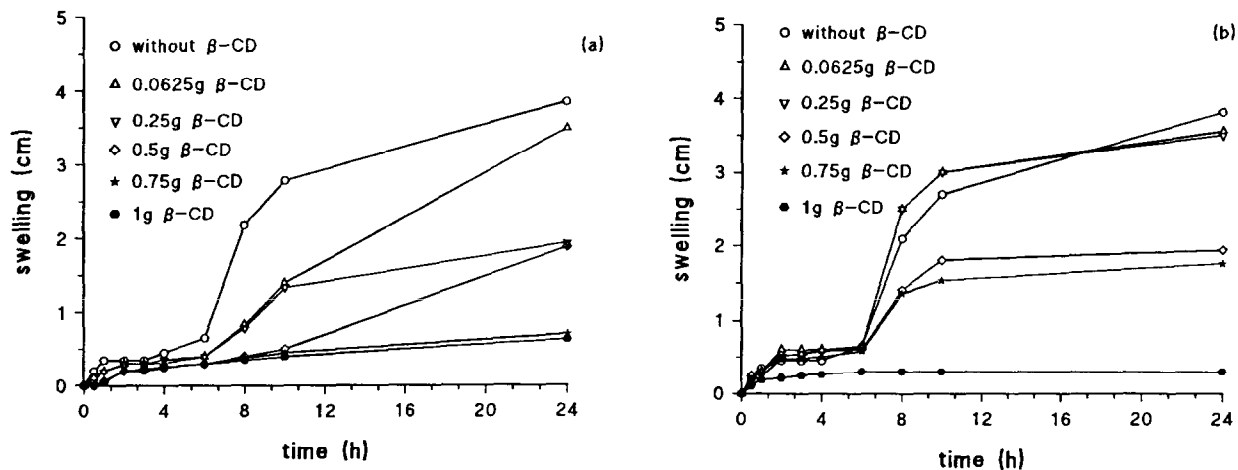 5
4
3
2
1
0
swelling (cm)
without β-CD
0.0625g β-CD
0.25g β-CD
0.5g β-CD
0.75g β-CD
1g β-CD
(a)
0 4 8 12 16 20 24
time (h)
5
4
3
2
1
0
swelling (cm)
without β-CD
0.0625g β-CD
0.25g β-CD
0.5g β-CD
0.75g β-CD
1g β-CD
(b)
0 4 8 12 16 20 24
time (h)